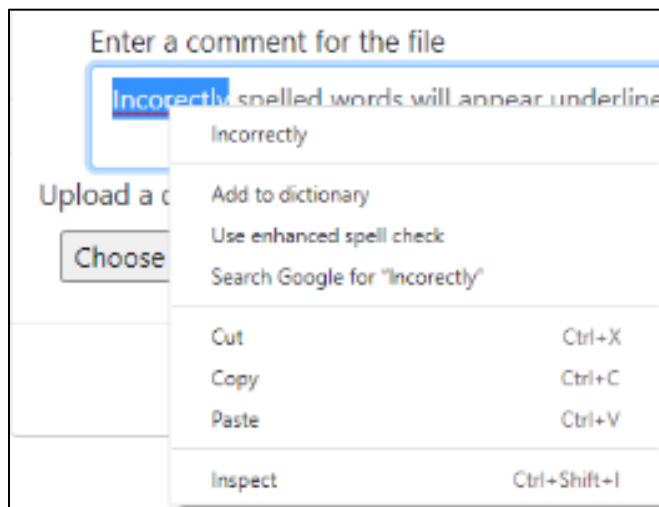 Enter a comment for the file
Incorectly spelled words will appear underline
Incorrectly
Upload a
Add to dictionary
Use enhanced spell check
Choose
Search Google for "Incorectly"
Cut Ctrl+X
Copy Ctrl+C
Paste Ctrl+V
Inspect Ctrl+Shift+I